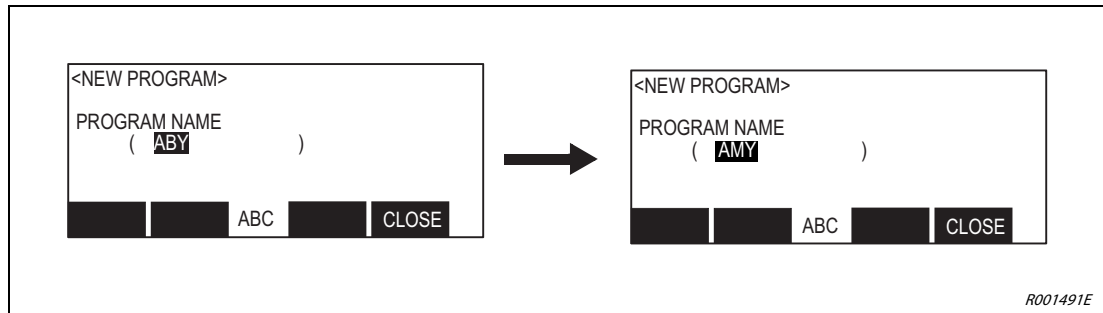 <NEW PROGRAM>
PROGRAM NAME
( ABY )
ABC CLOSE
<NEW PROGRAM>
PROGRAM NAME
( AMY )
ABC CLOSE
R001491E